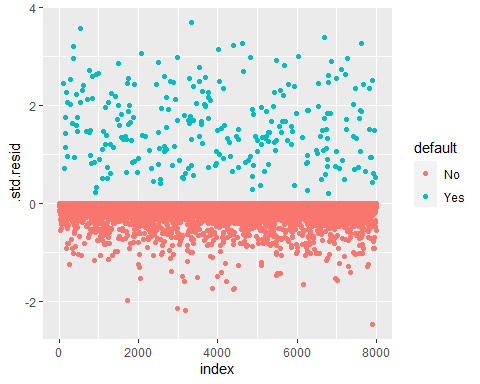 4
2
0
-2
.std.resid
0
2000
4000
6000
8000
index
default
No
Yes